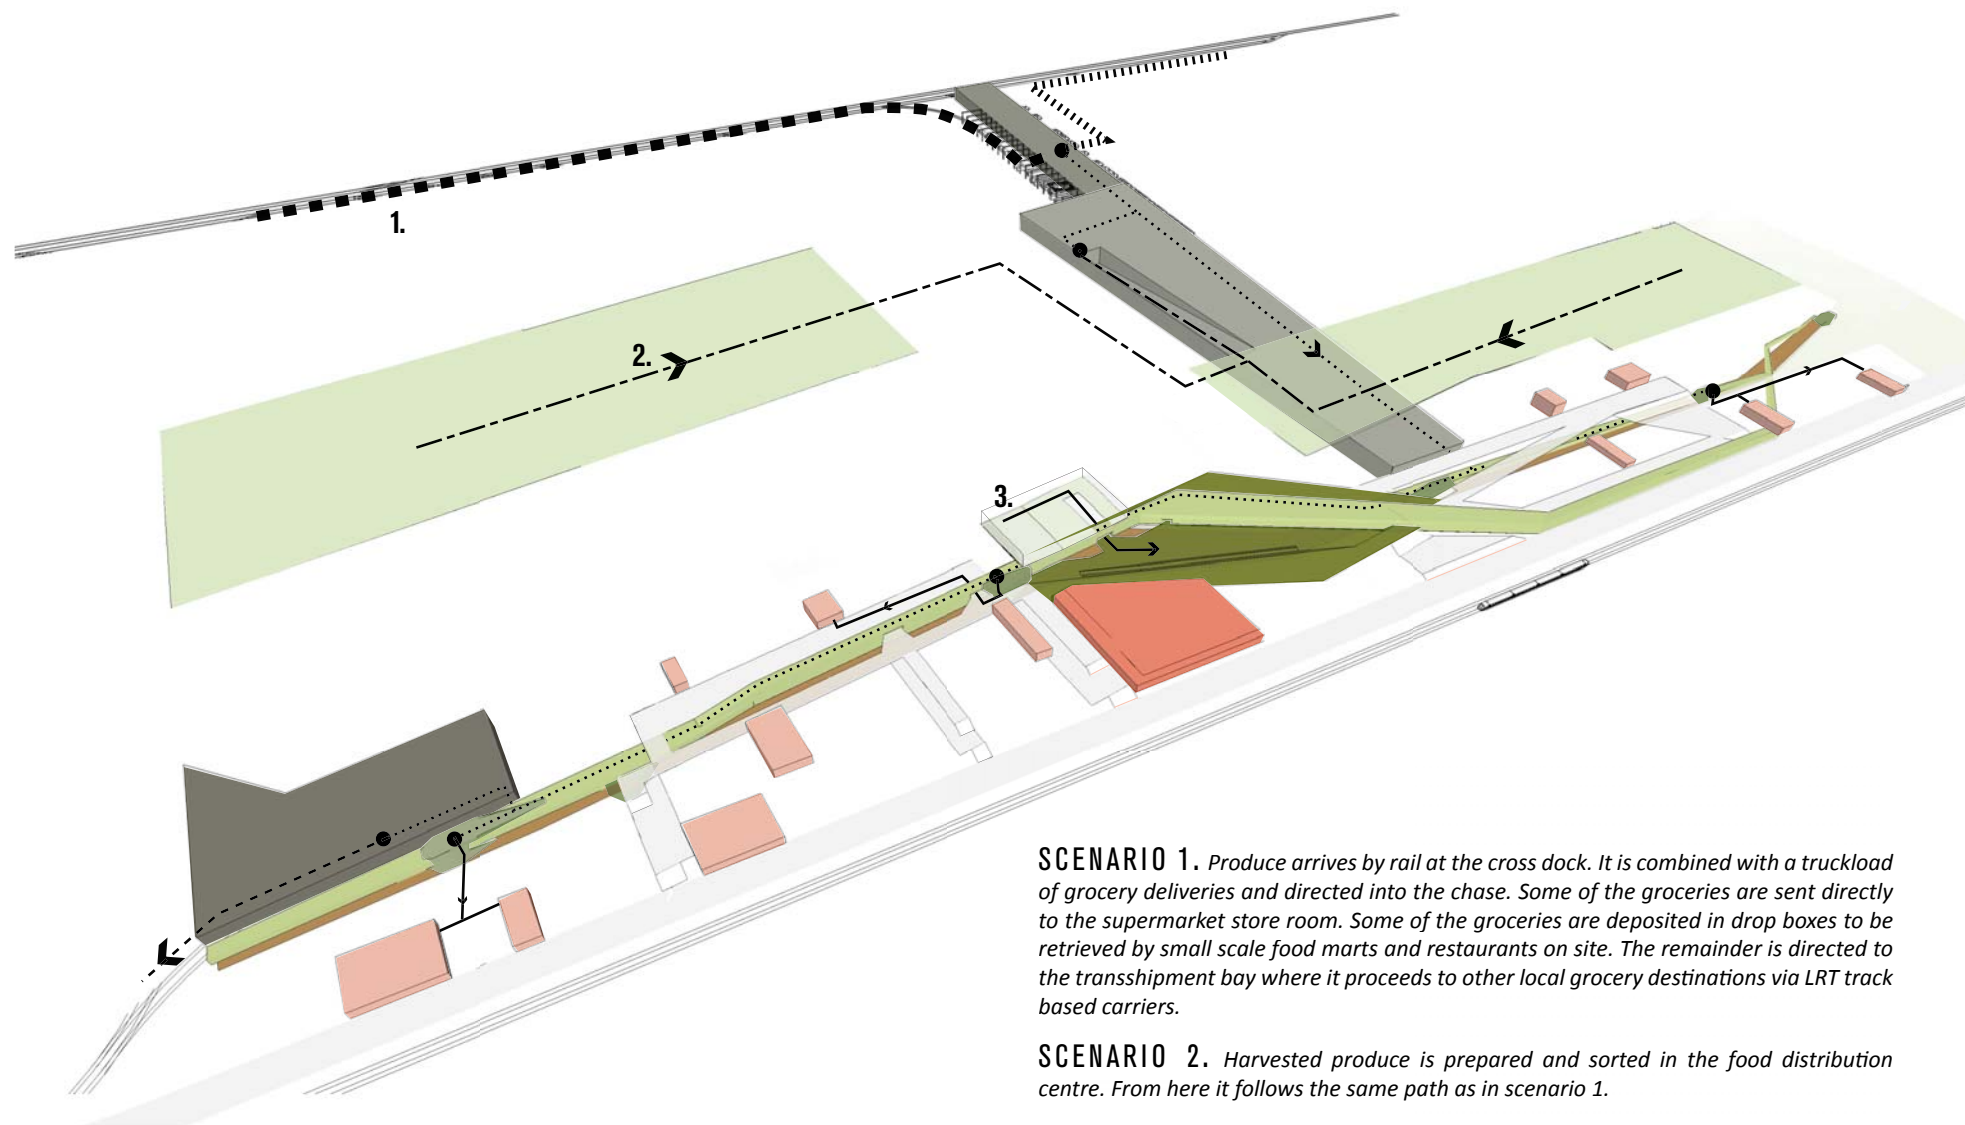 1.
2.
3.
SCENARIO 1. Produce arrives by rail at the cross dock. It is combined with a truckload
of grocery deliveries and directed into the chase. Some of the groceries are sent directly
to the supermarket store room. Some of the groceries are deposited in drop boxes to be
retrieved by small scale food marts and restaurants on site. The remainder is directed to
the transshipment bay where it proceeds to other local grocery destinations via LRT track
based carriers.
SCENARIO 2. Harvested produce is prepared and sorted in the food distribution
centre. From here it follows the same path as in scenario 1.